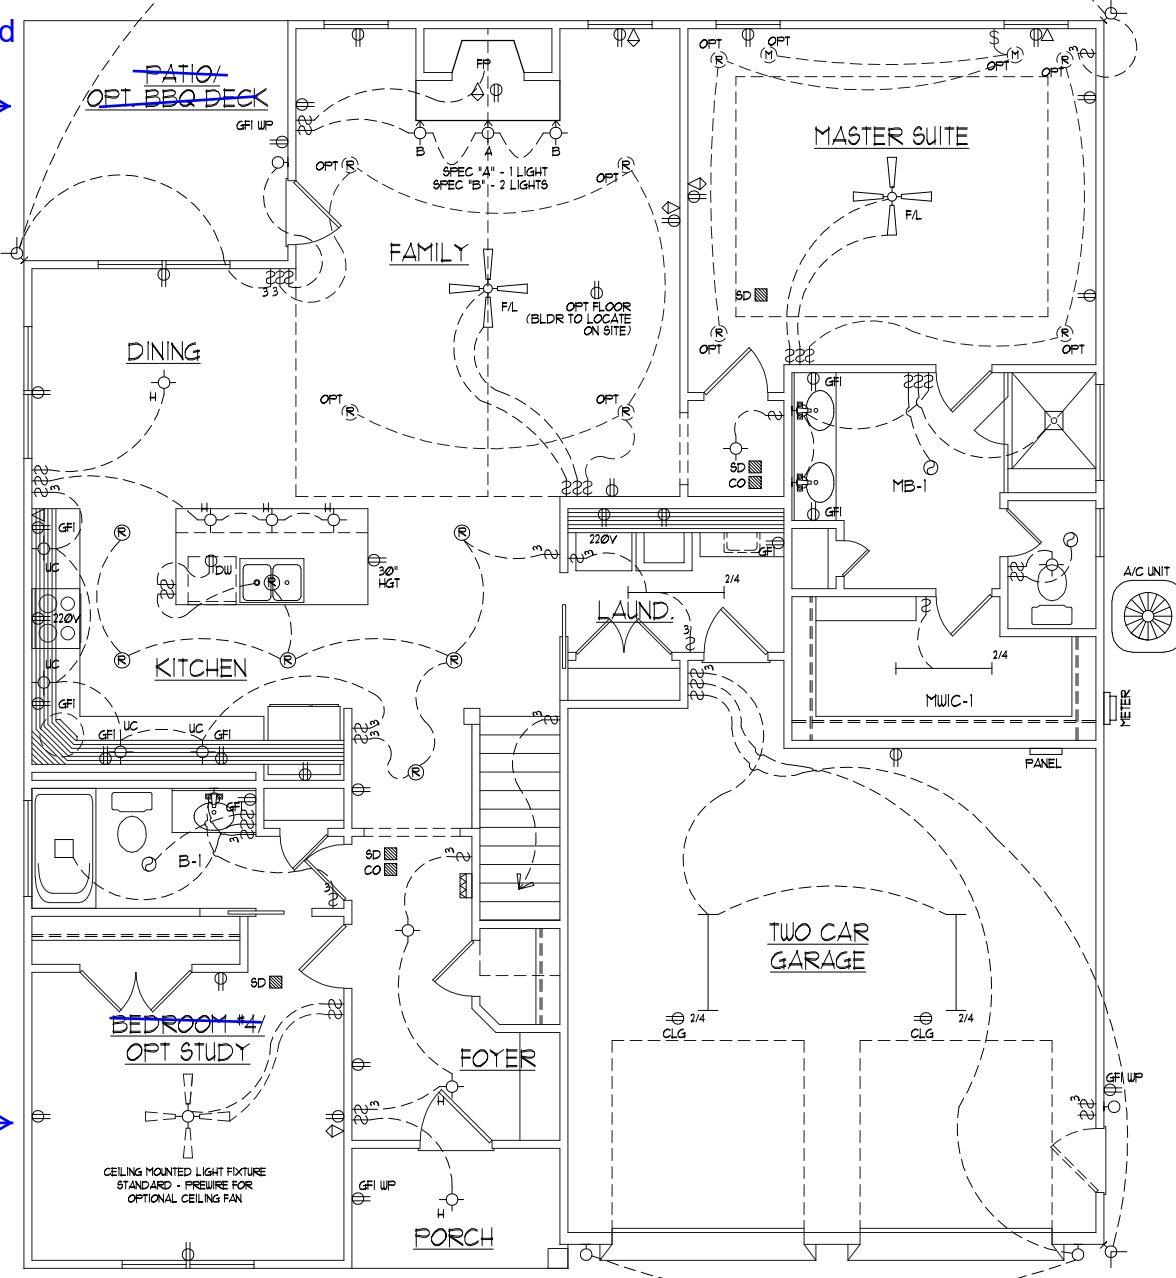 d
PATIO/
OPT. BBQ DECK
GFI WP
FP
B
A
B
SPEC "A" - 1 LIGHT
SPEC "B" - 2 LIGHTS
OPT
R
OPT
R
OPT
R
M
OPT
$
OPT
M
OPT
R
3
MASTER SUITE
F/L
SD
R
OPT
R
OPT
FAMILY
F/L
OPT FLOOR
(BLDR TO LOCATE
ON SITE)
3 3
DINING
H
OPT
R
OPT
R
GFI
GFI
SD
CO
MB-1
3
GFI
UC
220V
UC
GFI
H
H
H
R
DW
R
30"
HGT
R
3
R
R
R
R
KITCHEN
UC
UC
GFI
GFI
3
220V
3
GFI
2/4
LAUND.
3
3
2/4
MWIC-1
A/C UNIT
METER
PANEL
3
GFI
3
B-1
3
SD
CO
3
SD
BEDROOM #4/
OPT STUDY
CEILING MOUNTED LIGHT FIXTURE
STANDARD - PREWIRE FOR
OPTIONAL CEILING FAN
FOYER
H
3
GFI WP
H
PORCH
TWO CAR
GARAGE
2/4
CLG
2/4
CLG
GFI WP
3